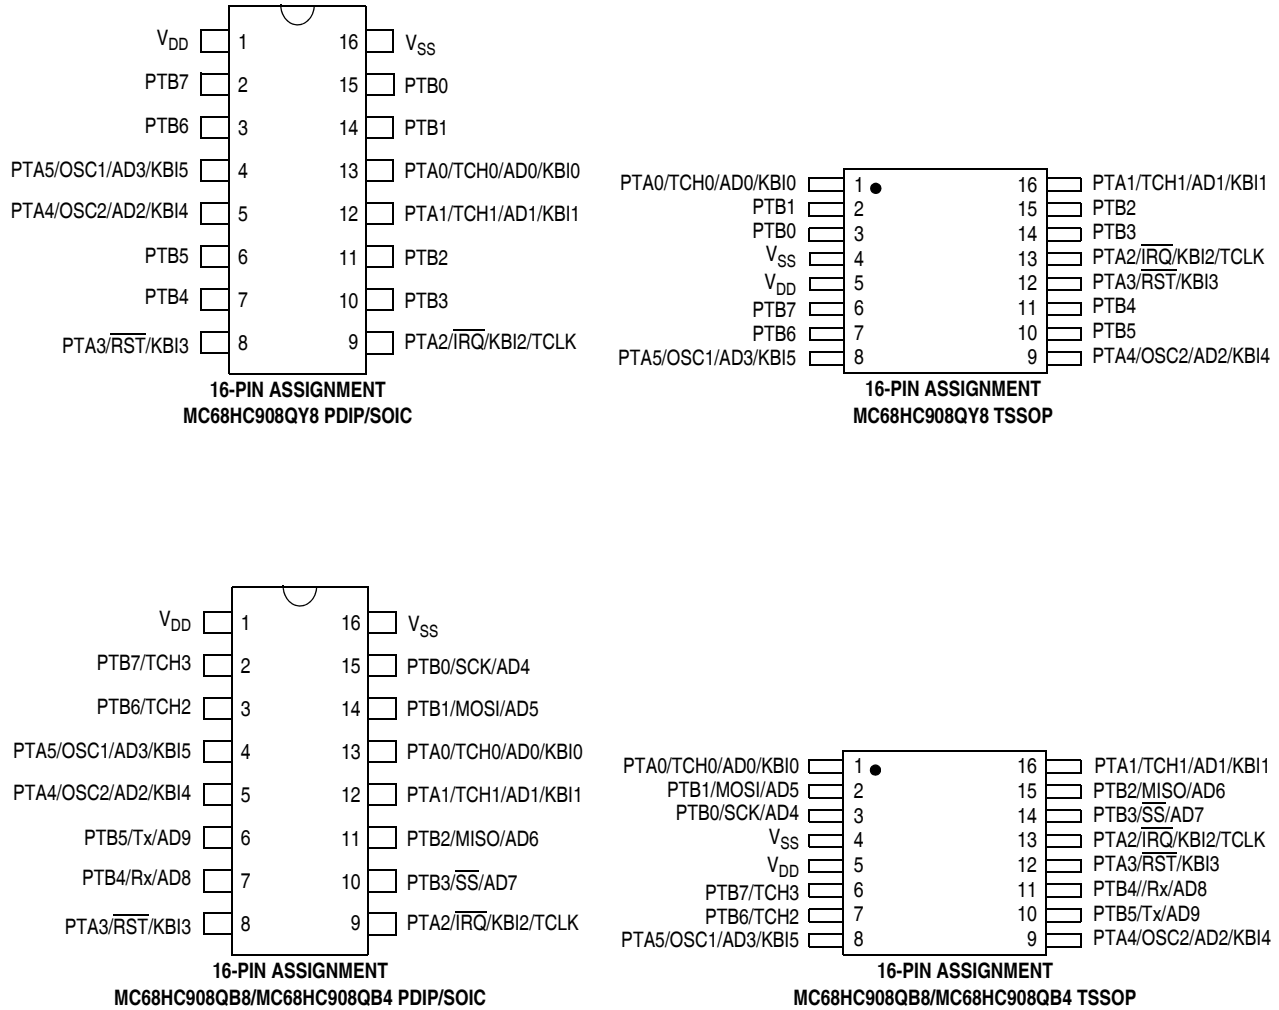 VDD 1 16 VSS
PTB7 2 15 PTB0
PTB6 3 14 PTB1
PTA5/OSC1/AD3/KBI5 4 13 PTA0/TCH0/AD0/KBI0
PTA4/OSC2/AD2/KBI4 5 12 PTA1/TCH1/AD1/KBI1
PTB5 6 11 PTB2
PTB4 7 10 PTB3
PTA3/RST/KBI3 8 9 PTA2/IRQ/KBI2/TCLK
16-PIN ASSIGNMENT
MC68HC908QY8 PDIP/SOIC
PTA0/TCH0/AD0/KBI0 1 16 PTA1/TCH1/AD1/KBI1
PTB1 2 15 PTB2
PTB0 3 14 PTB3
VSS 4 13 PTA2/IRQ/KBI2/TCLK
VDD 5 12 PTA3/RST/KBI3
PTB7 6 11 PTB4
PTB6 7 10 PTB5
PTA5/OSC1/AD3/KBI5 8 9 PTA4/OSC2/AD2/KBI4
16-PIN ASSIGNMENT
MC68HC908QY8 TSSOP
VDD 1 16 VSS
PTB7/TCH3 2 15 PTB0/SCK/AD4
PTB6/TCH2 3 14 PTB1/MOSI/AD5
PTA5/OSC1/AD3/KBI5 4 13 PTA0/TCH0/AD0/KBI0
PTA4/OSC2/AD2/KBI4 5 12 PTA1/TCH1/AD1/KBI1
PTB5/Tx/AD9 6 11 PTB2/MISO/AD6
PTB4/Rx/AD8 7 10 PTB3/SS/AD7
PTA3/RST/KBI3 8 9 PTA2/IRQ/KBI2/TCLK
16-PIN ASSIGNMENT
MC68HC908QB8/MC68HC908QB4 PDIP/SOIC
PTA0/TCH0/AD0/KBI0 1 16 PTA1/TCH1/AD1/KBI1
PTB1/MOSI/AD5 2 15 PTB2/MISO/AD6
PTB0/SCK/AD4 3 14 PTB3/SS/AD7
VSS 4 13 PTA2/IRQ/KBI2/TCLK
VDD 5 12 PTA3/RST/KBI3
PTB7/TCH3 6 11 PTB4//Rx/AD8
PTB6/TCH2 7 10 PTB5/Tx/AD9
PTA5/OSC1/AD3/KBI5 8 9 PTA4/OSC2/AD2/KBI4
16-PIN ASSIGNMENT
MC68HC908QB8/MC68HC908QB4 TSSOP